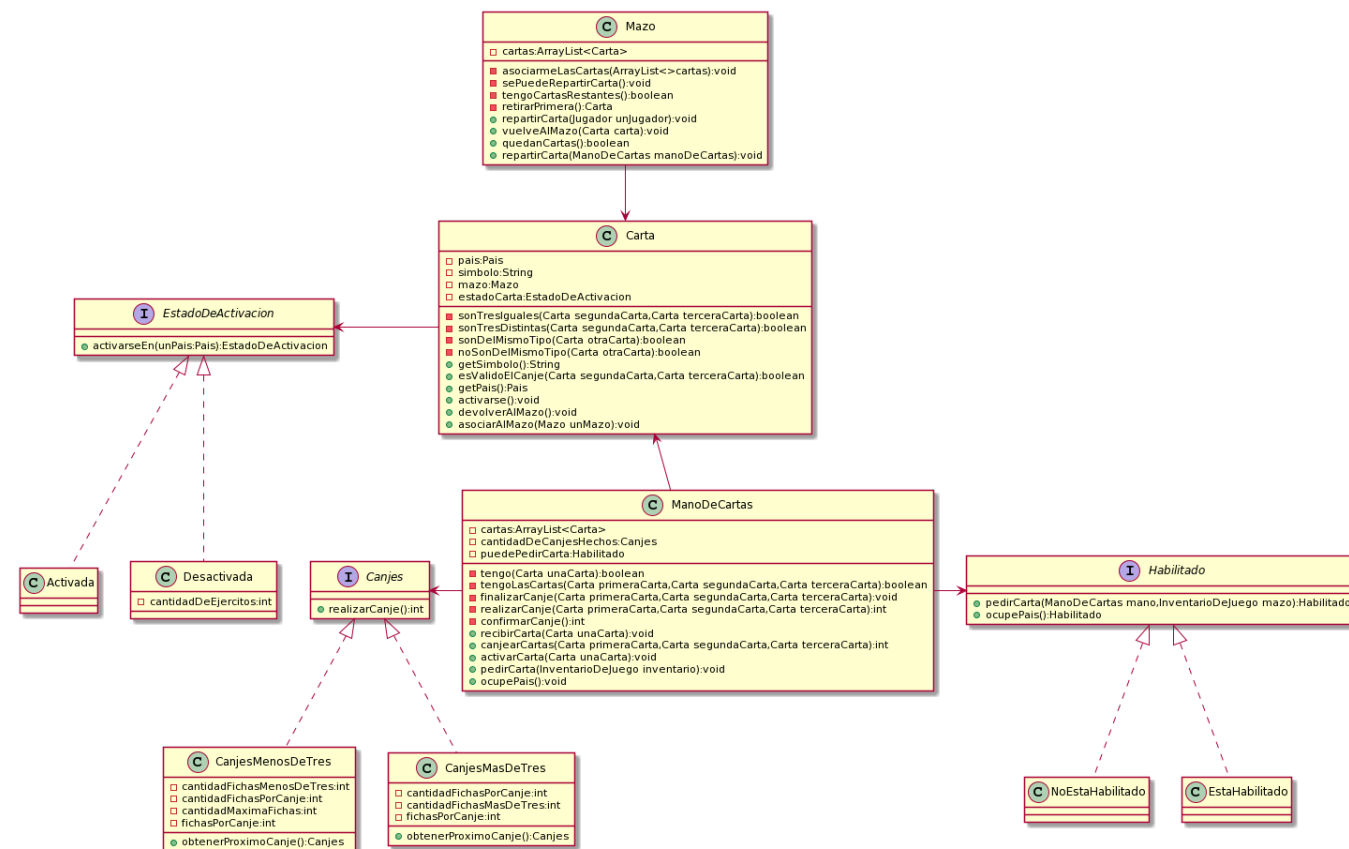 C Mazo
cartas:ArrayList<Carta>
asociarmeLasCartas(ArrayList<>cartas):void
sePuedeRepartirCarta():void
tengoCartasRestantes():boolean
retirarPrimera():Carta
repartirCarta(Jugador unJugador):void
vuelveAlMazo(Carta carta):void
quedanCartas():boolean
repartirCarta(ManoDeCartas manoDeCartas):void
C Carta
pais:Pais
simbolo:String
mazo:Mazo
estadoCarta:EstadoDeActivacion
sonTresIguales(Carta segundaCarta,Carta terceraCarta):boolean
sonTresDistintas(Carta segundaCarta,Carta terceraCarta):boolean
sonDelMismoTipo(Carta otraCarta):boolean
noSonDelMismoTipo(Carta otraCarta):boolean
getSimbolo():String
esValidoElCanje(Carta segundaCarta,Carta terceraCarta):boolean
getPais():Pais
activarse():void
devolverAlMazo():void
asociarAlMazo(Mazo unMazo):void
I EstadoDeActivacion
activarseEn(unPais:Pais):EstadoDeActivacion
C Activada
C Desactivada
cantidadDeEjercitos:int
I Canjes
realizarCanje():int
C ManoDeCartas
cartas:ArrayList<Carta>
cantidadDeCanjesHechos:Canjes
puedePedirCarta:Habilitado
tengo(Carta unaCarta):boolean
tengoLasCartas(Carta primeraCarta,Carta segundaCarta,Carta terceraCarta):boolean
finalizarCanje(Carta primeraCarta,Carta segundaCarta,Carta terceraCarta):void
realizarCanje(Carta primeraCarta,Carta segundaCarta,Carta terceraCarta):int
confirmarCanje():int
recibirCarta(Carta unaCarta):void
canjearCartas(Carta primeraCarta,Carta segundaCarta,Carta terceraCarta):int
activarCarta(Carta unaCarta):void
pedirCarta(InventarioDeJuego inventario):void
ocupePais():void
I Habilitado
pedirCarta(ManoDeCartas mano,InventarioDeJuego mazo):Habilitado
ocupePais():Habilitado
C CanjesMenosDeTres
cantidadFichasMenosDeTres:int
cantidadFichasPorCanje:int
cantidadMaximaFichas:int
fichasPorCanje:int
obtenerProximoCanje():Canjes
C CanjesMasDeTres
cantidadFichasPorCanje:int
cantidadFichasMasDeTres:int
fichasPorCanje:int
obtenerProximoCanje():Canjes
C NoEstaHabilitado
C EstaHabilitado